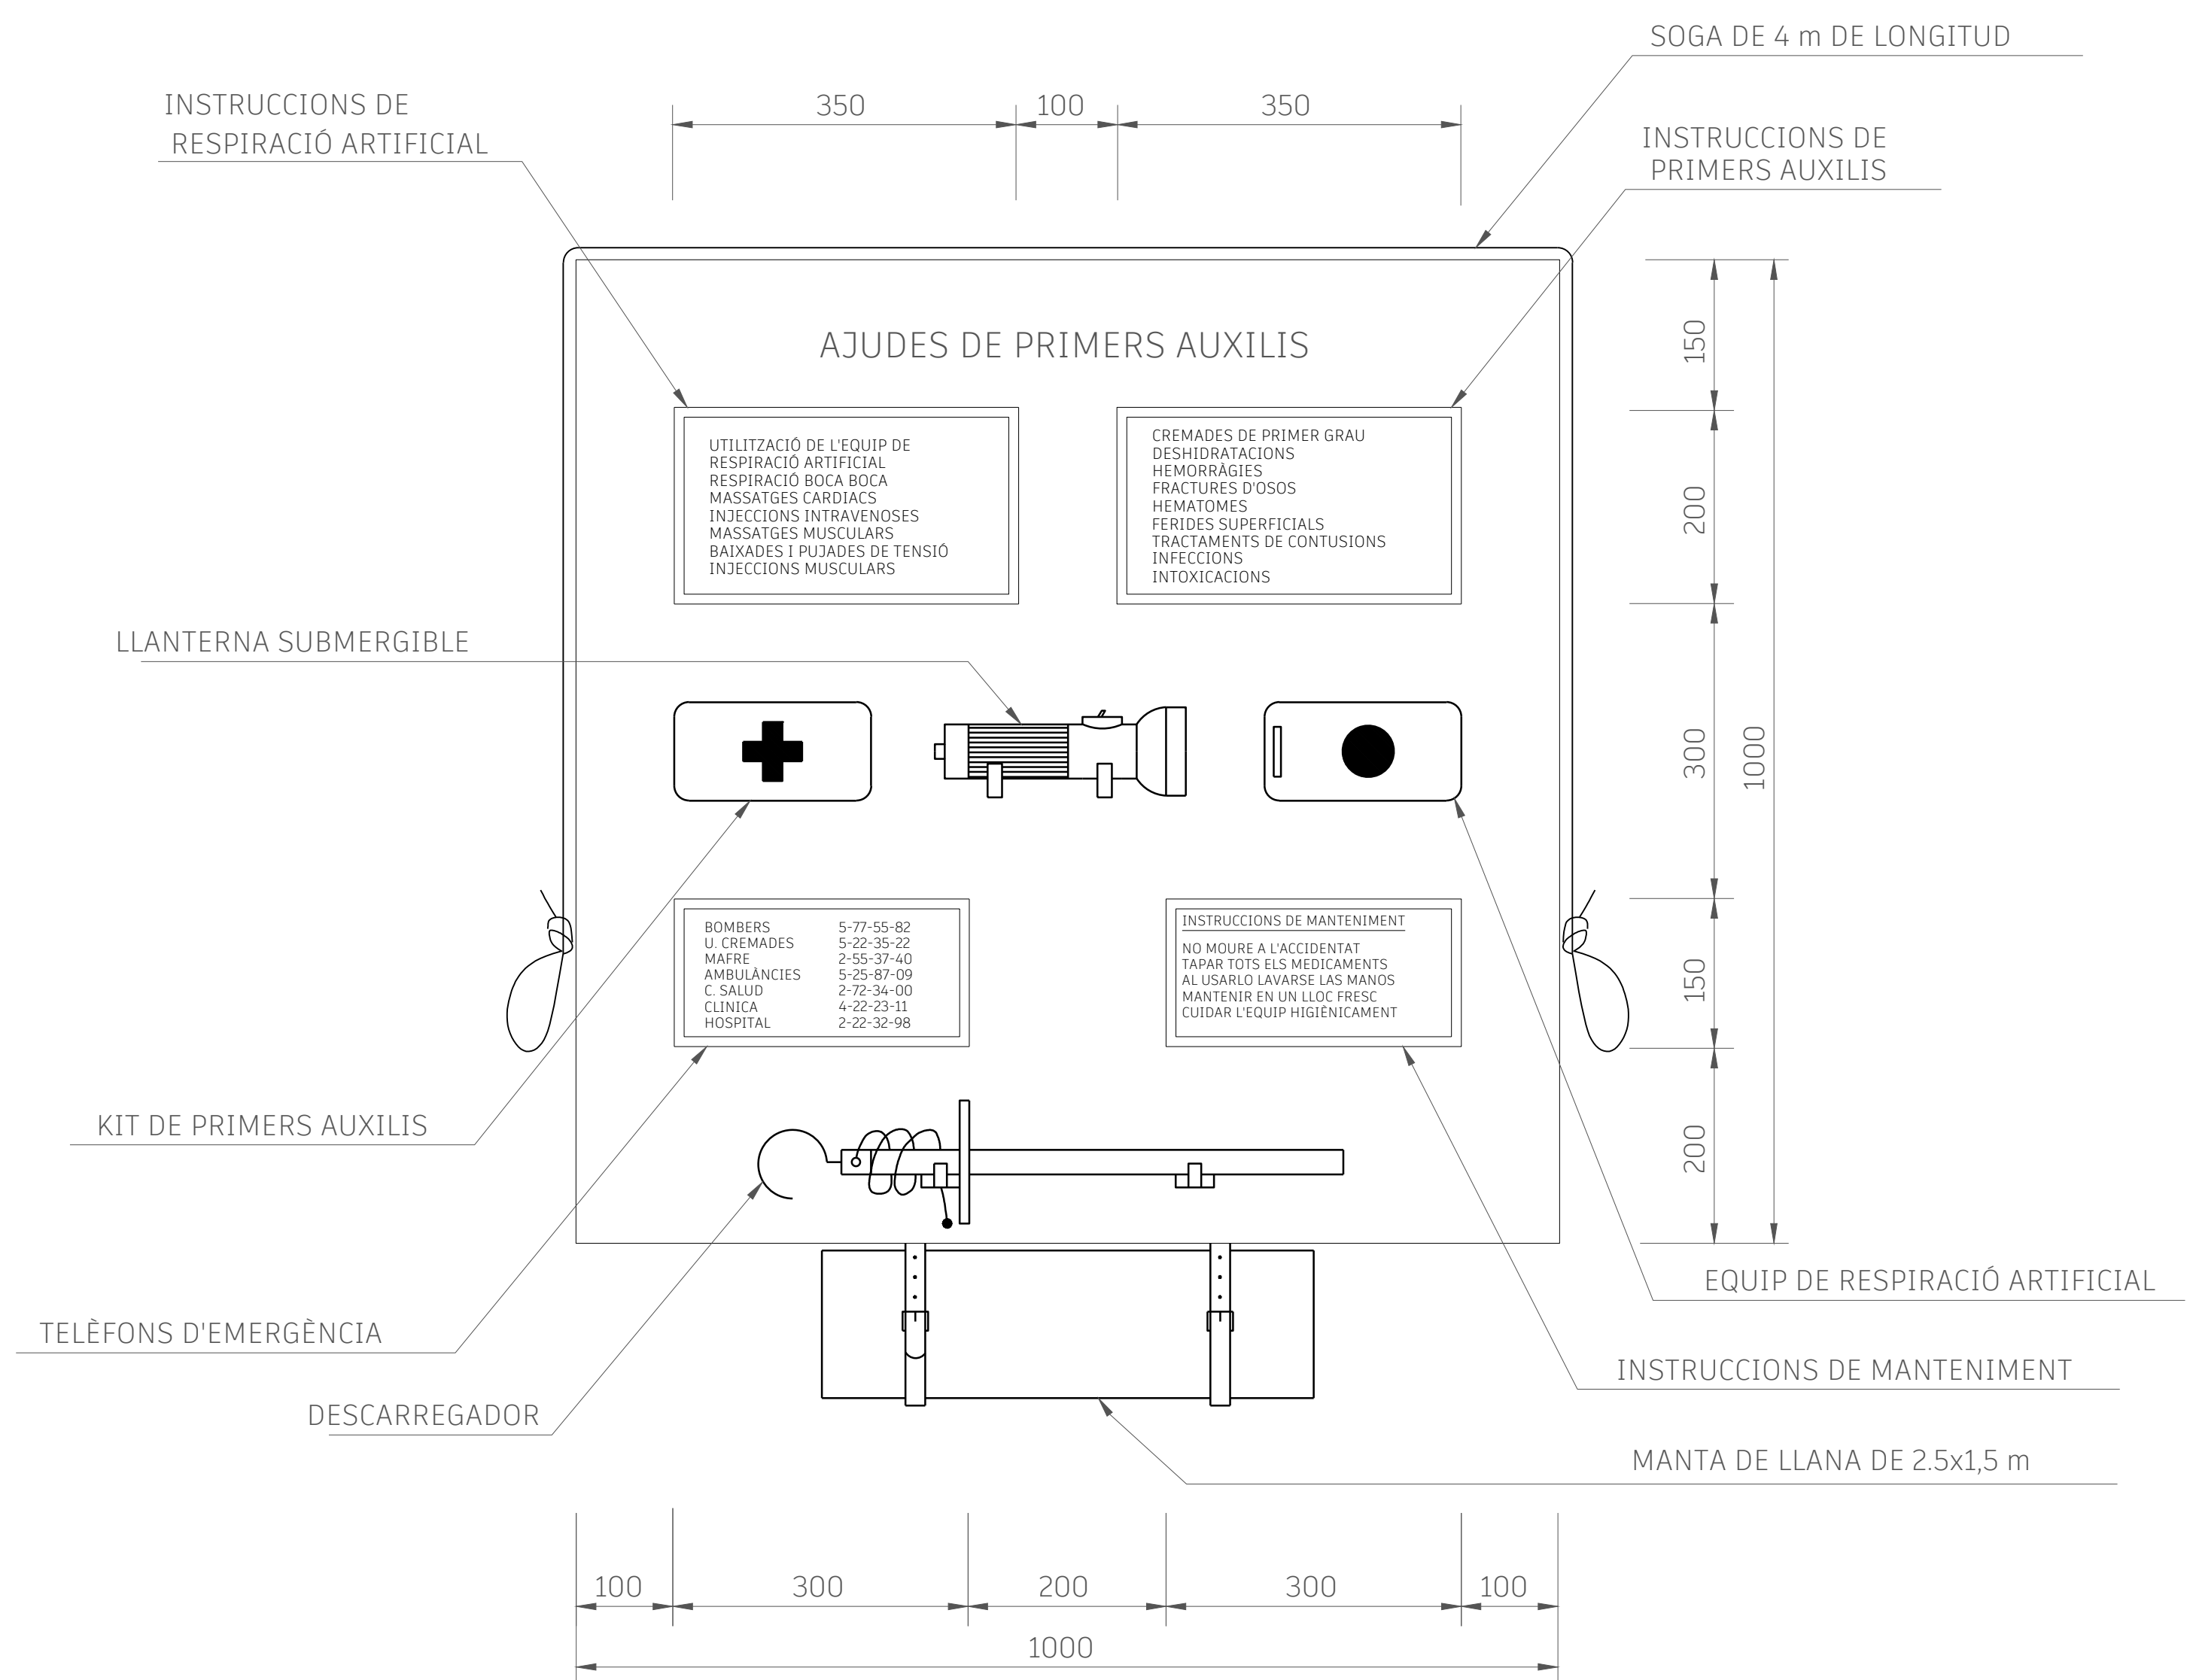 SOGA DE 4 m DE LONGITUD
INSTRUCCIONS DE
RESPIRACIÓ ARTIFICIAL
350
100
350
INSTRUCCIONS DE
PRIMERS AUXILIS
AJUDES DE PRIMERS AUXILIS
150
UTILITZACIÓ DE L'EQUIP DE
RESPIRACIÓ ARTIFICIAL
RESPIRACIÓ BOCA BOCA
MASSATGES CARDIACS
INJECCIONS INTRAVENOSES
MASSATGES MUSCULARS
BAIXADES I PUJADES DE TENSIÓ
INJECCIONS MUSCULARS
CREMADES DE PRIMER GRAU
DESHIDRATACIONS
HEMORRÀGIES
FRACTURES D'OSOS
HEMATOMES
FERIDES SUPERFICIALS
TRACTAMENTS DE CONTUSIONS
INFECCIONS
INTOXICACIONS
200
LLANTERNA SUBMERGIBLE
300
1000
BOMBERS 5-77-55-82
U. CREMADES 5-22-35-22
MAFRE 2-55-37-40
AMBULÀNCIES 5-25-87-09
C. SALUD 2-72-34-00
CLINICA 4-22-23-11
HOSPITAL 2-22-32-98
INSTRUCCIONS DE MANTENIMENT
NO MOURE A L'ACCIDENTAT
TAPAR TOTS ELS MEDICAMENTS
AL USARLO LAVARSE LAS MANOS
MANTENIR EN UN LLOC FRESC
CUIDAR L'EQUIP HIGIÈNICAMENT
150
KIT DE PRIMERS AUXILIS
200
EQUIP DE RESPIRACIÓ ARTIFICIAL
TELÈFONS D'EMERGÈNCIA
INSTRUCCIONS DE MANTENIMENT
DESCARREGADOR
MANTA DE LLANA DE 2.5x1,5 m
100
300
200
300
100
1000